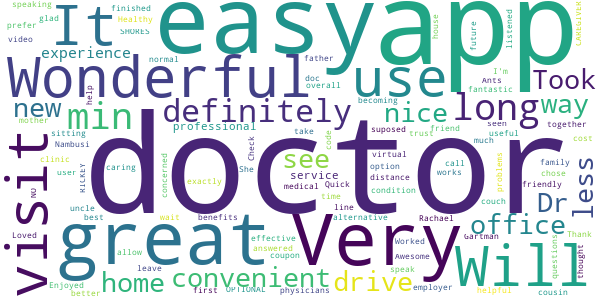 speaking
finished
prefer
Healthy
glad
SHORES
video
It
easy
app
experience
normal
father
doc
overall
house
future
listened
CAREGIVER
I'm
Ants
fantastic
becoming
Wonderful
use
Took
new
min
help
definitely
nice
long
way
mother
sitting
Nambusi
professional
take
code
suposed
trust
friend
seen
useful
together
much
cost
doctor
visit
clinic
user
NU
caring
RICKEY
concerned
exactly
She
Check
see
service
medical
Quick
virtual
option
distance
condition
call
works
problems
family
chose
friendly
less
uncle
best
wait
benefits
time
line
alternative
couch
Dr
office
Rachael
Loved
great
Very
Will
allow
effective
answered
coupon
Worked
Awesome
speak
Gartman
questions
Thank
thought
Enjoyed
better
home
leave
convenient
first
OPTIONAL
physicians
drive
employer
helpful
cousin